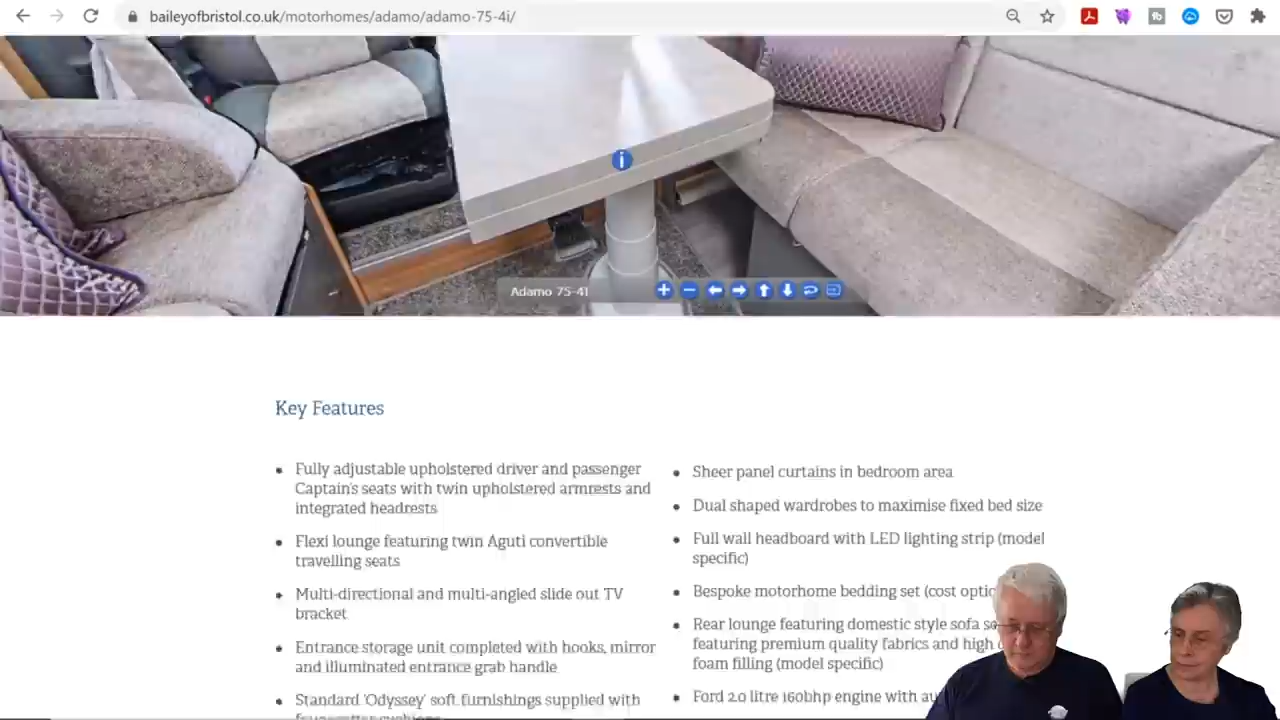 baileyofbristol.co.uk/motorhomes/adamo/adamo-75-4i/
i
Adamo 75-4I
Key Features
Fully adjustable upholstered driver and passenger
Captain's seats with twin upholstered armrests and
integrated headrests
Flexi lounge featuring twin Aguti convertible
travelling seats
Multi-directional and multi-angled slide out TV
bracket
Entrance storage unit completed with hooks, mirror
and illuminated entrance grab handle
Standard 'Odyssey' soft furnishings supplied with
Sheer panel curtains in bedroom area
Dual shaped wardrobes to maximise fixed bed size
Full wall headboard with LED lighting strip (model
specific)
Bespoke motorhome bedding set (cost
Rear lounge featuring domestic style sofa
featuring premium quality fabrics and high
foam filling (model specific)
Ford 2.0 litre 160bhp engine with